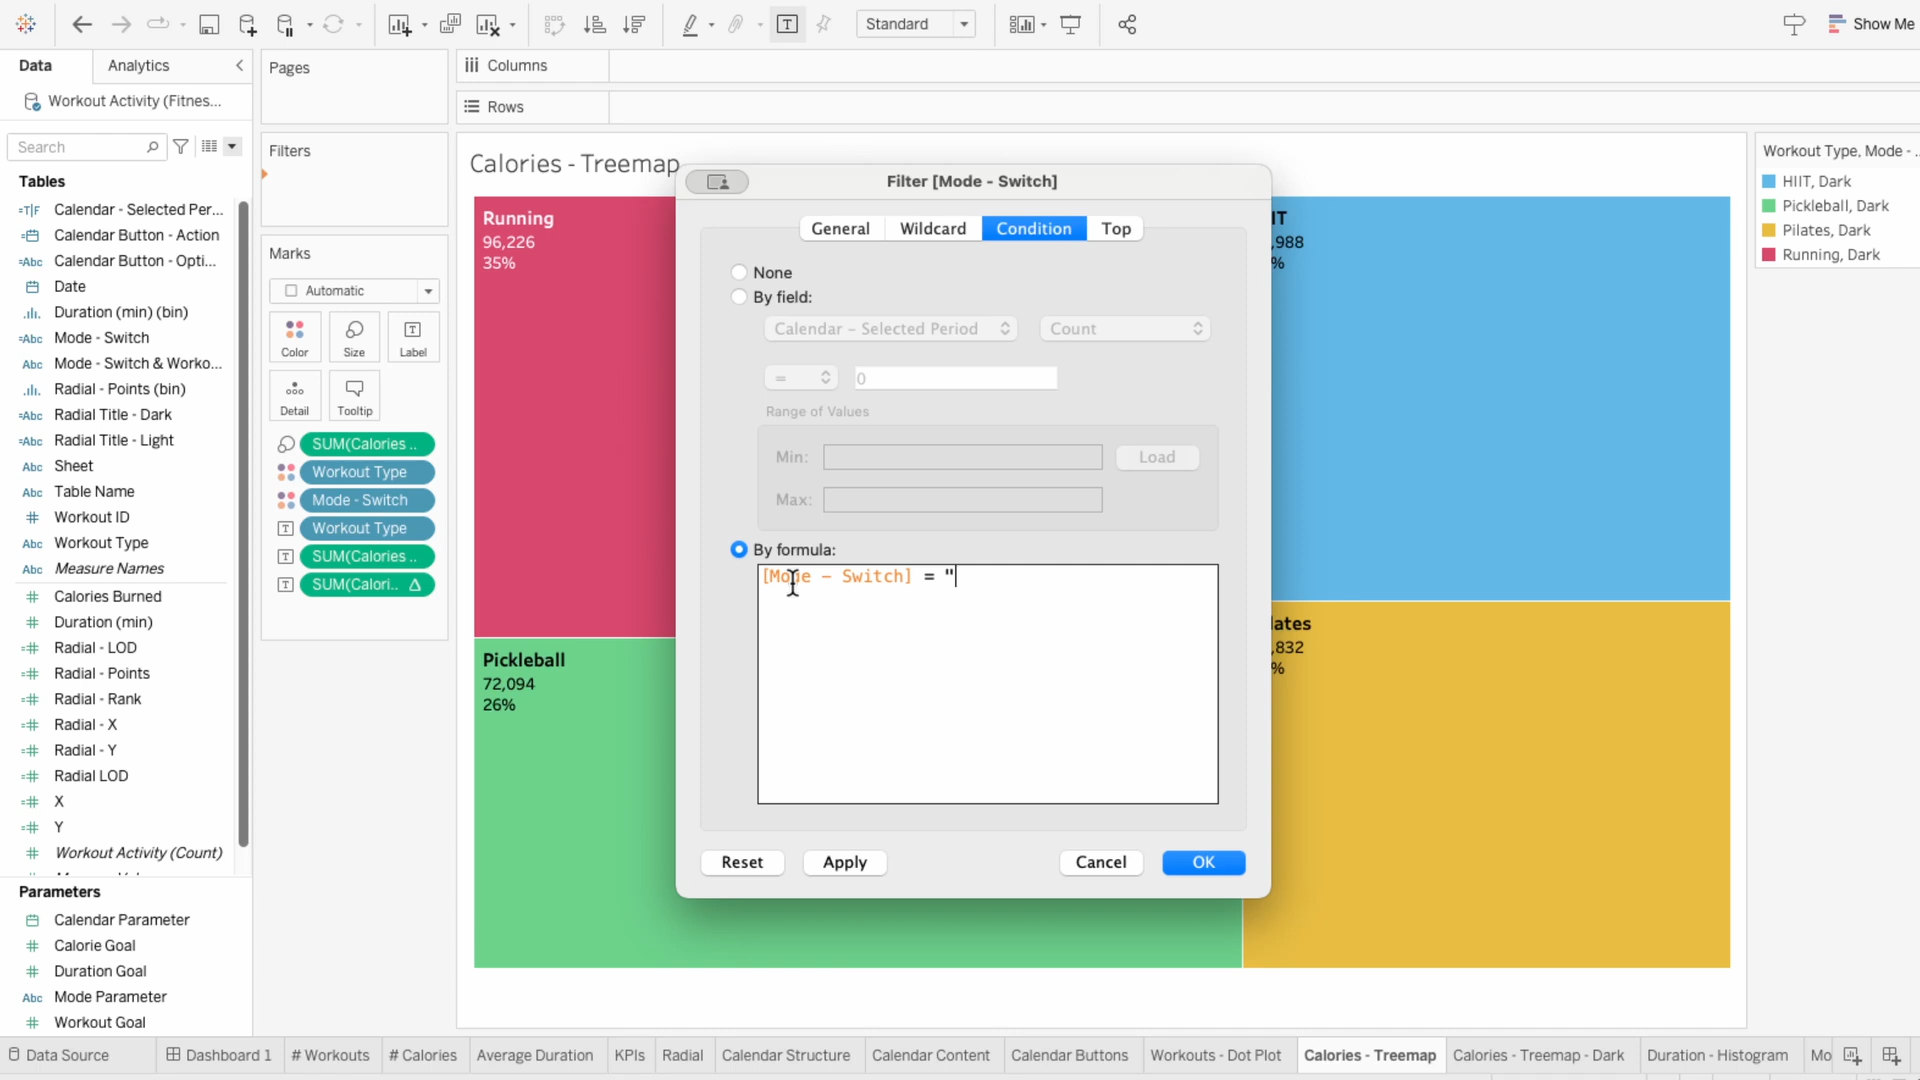 Standard
Show Me
Data
Analytics
Pages
Columns
Workout Activity (Fitnes...
Rows
Search
Filters
Tables
Calendar - Selected Per...
Calendar Button - Action
Calendar Button - Opti...
Date
Duration (min) (bin)
Mode - Switch
Mode - Switch & Worko...
Radial - Points (bin)
Radial Title - Dark
Radial Title - Light
Sheet
Table Name
Workout ID
Workout Type
Measure Names
Calories Burned
Duration (min)
Radial - LOD
Radial - Points
Radial - Rank
Radial - X
Radial - Y
Radial LOD
X
Y
Workout Activity (Count)
Parameters
Calendar Parameter
Calorie Goal
Duration Goal
Mode Parameter
Workout Goal
Marks
Automatic
Color
Size
Label
Detail
Tooltip
SUM(Calories ..
Workout Type
Mode - Switch
Workout Type
SUM(Calories ..
SUM(Calori..
Calories - Treemap
Running
96,226
35%
Pickleball
72,094
26%
IT
,988
%
lates
,832
%
Filter [Mode - Switch]
General
Wildcard
Condition
Top
None
By field:
Calendar - Selected Period
Count
=
0
Range of Values
Min:
Load
Max:
By formula:
[Mode - Switch] = "
Reset
Apply
Cancel
OK
Workout Type, Mode - ..
HIIT, Dark
Pickleball, Dark
Pilates, Dark
Running, Dark
Data Source
Dashboard 1
# Workouts
# Calories
Average Duration
KPIs
Radial
Calendar Structure
Calendar Content
Calendar Buttons
Workouts - Dot Plot
Calories - Treemap
Calories - Treemap - Dark
Duration - Histogram
Mo